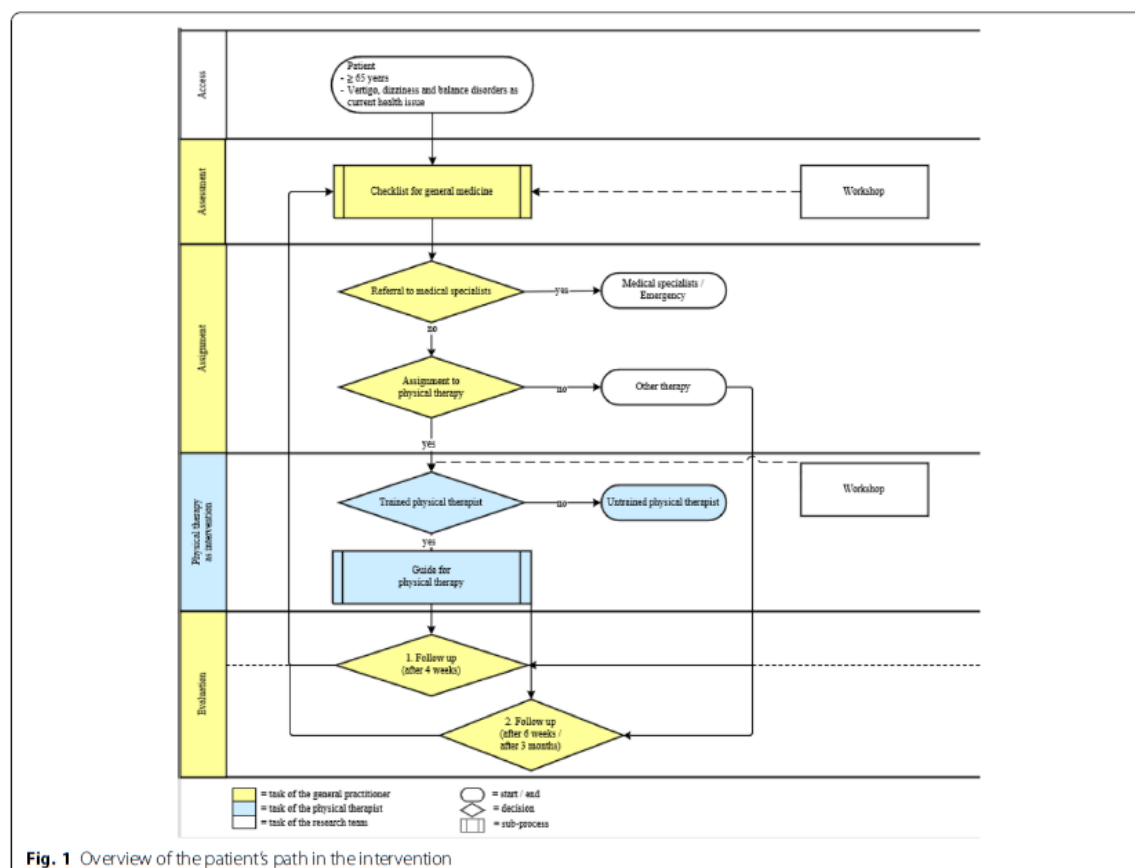 Access
Patient
- ≥ 65 years
- Vertigo, dizziness and balance disorders as
current health issue
Assessment
Checklist for general medicine
Workshop
Assignment
Referral to medical specialists
yes
Medical specialists /
Emergency
no
Assignment to
physical therapy
no
Other therapy
yes
Physical therapy
as intervention
Trained physical therapist
no
Untrained physical therapist
Workshop
yes
Guide for
physical therapy
Evaluation
1. Follow up
(after 4 weeks)
2. Follow up
(after 6 weeks /
after 3 months)
= task of the general practitioner
= task of the physical therapist
= task of the research team
= start / end
= decision
= sub-process
Fig. 1 Overview of the patient's path in the intervention